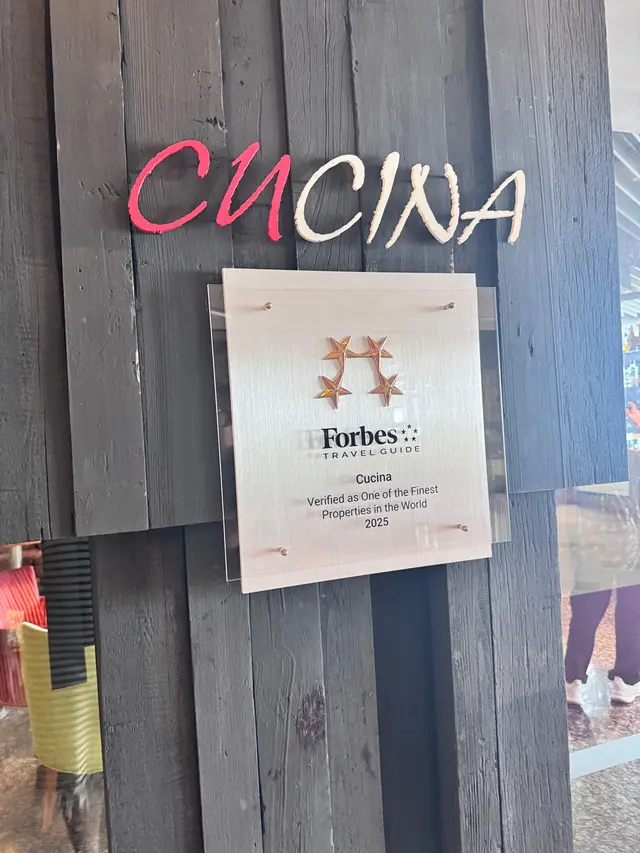 CUCINA
Forbes
TRAVEL GUIDE
Cucina
Verified as One of the Finest
Properties in the World
2025